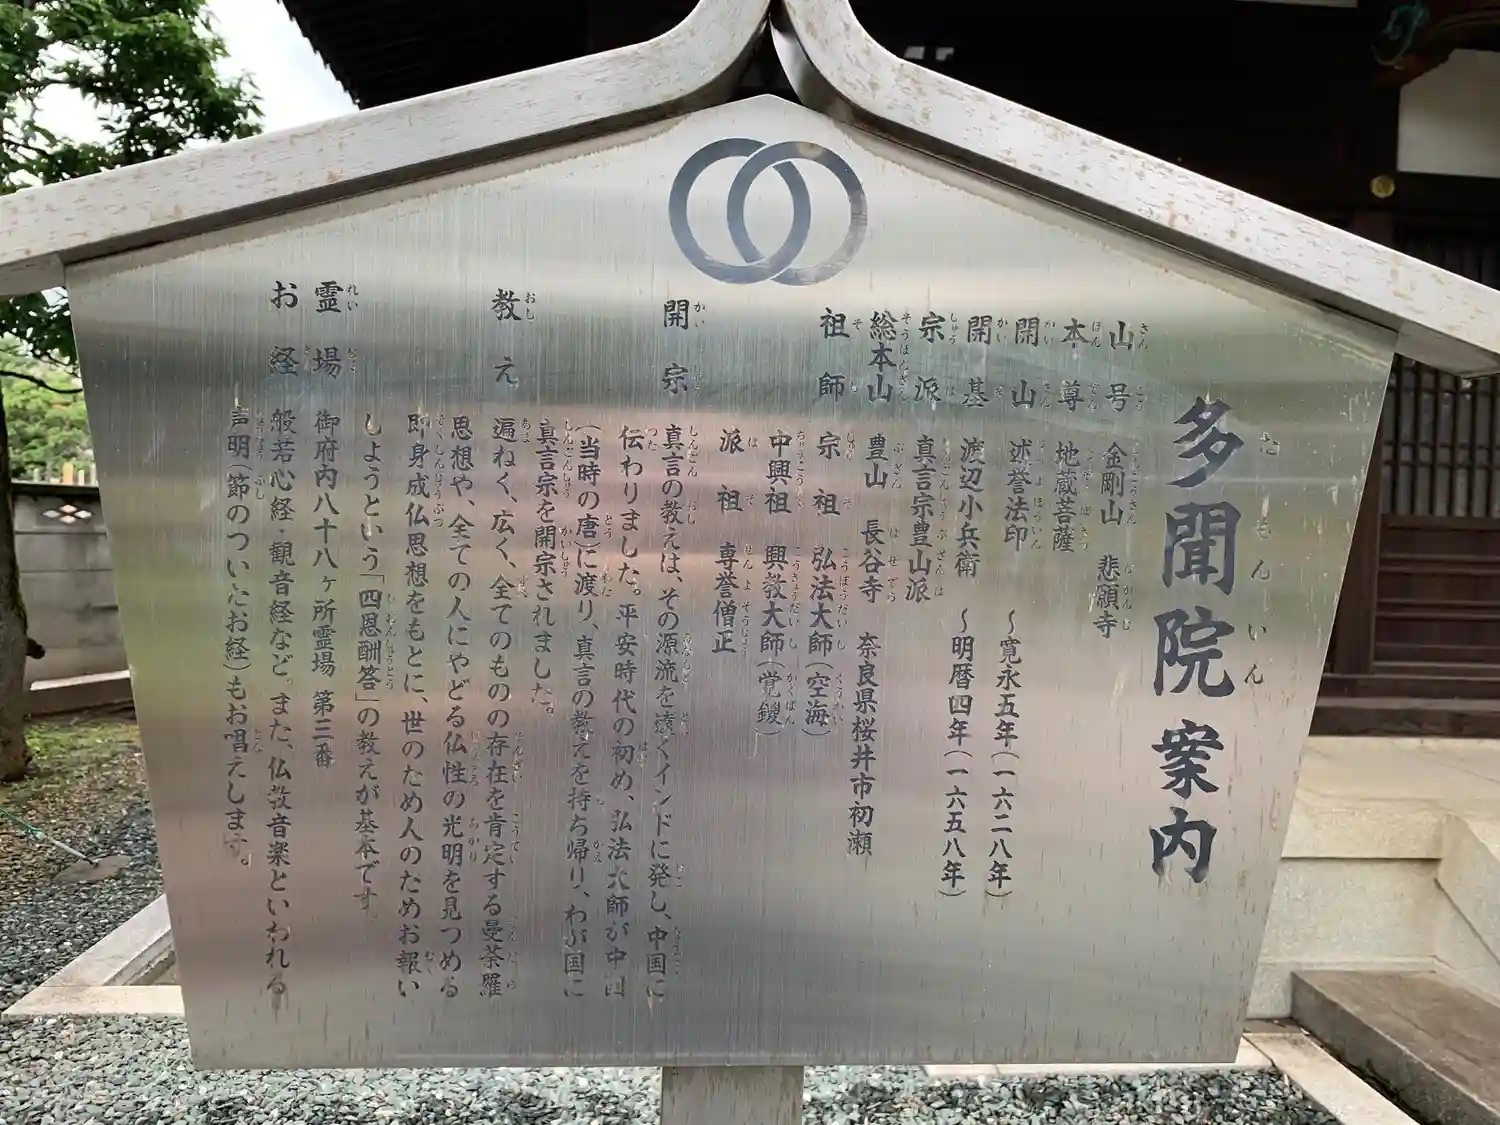 多聞院 案内
山号 金剛山 悲願寺
本尊 地蔵菩薩
開山 述誉法印 〜寛永五年(一六二八年)
開基 渡辺小兵衛 〜明暦四年(一六五八年)
宗派 真言宗豊山派
総本山 豊山 長谷寺 奈良県桜井市初瀬
祖師 宗祖 弘法大師(空海)
中興祖 興教大師(覚鑁)
派祖 専誉僧正
開宗 真言の教えは、その源流を遠くインドに発し、中国に
伝わりました。平安時代の初め、弘法大師が中国
(当時の唐)に渡り、真言の教えを持ち帰り、わが国に
真言宗を開宗されました。
教え 遍ねく、広く、全てのものの存在を肯定する曼荼羅
思想や、全ての人にやどる仏性の光明を見つめる
即身成仏思想をもとに、世のため人のためお報い
しようという「四恩酬答」の教えが基本です。
霊場 御府内八十八ヶ所霊場 第三番
お経 般若心経・観音経など。また、仏教音楽といわれる
声明(節のついたお経)もお唱えします。